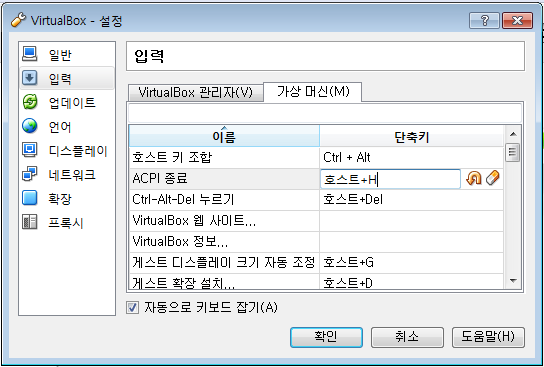 VirtualBox - 설정
일반
입력
업데이트
언어
디스플레이
네트워크
확장
프록시
입력
VirtualBox 관리자(V) 가상 머신(M)
이름 단축키
호스트 키 조합 Ctrl + Alt
ACPI 종료 호스트+H
Ctrl-Alt-Del 누르기 호스트+Del
VirtualBox 웹 사이트...
VirtualBox 정보...
게스트 디스플레이 크기 자동 조정 호스트+G
게스트 확장 설치... 호스트+D
자동으로 키보드 잡기(A)
확인 취소 도움말(H)